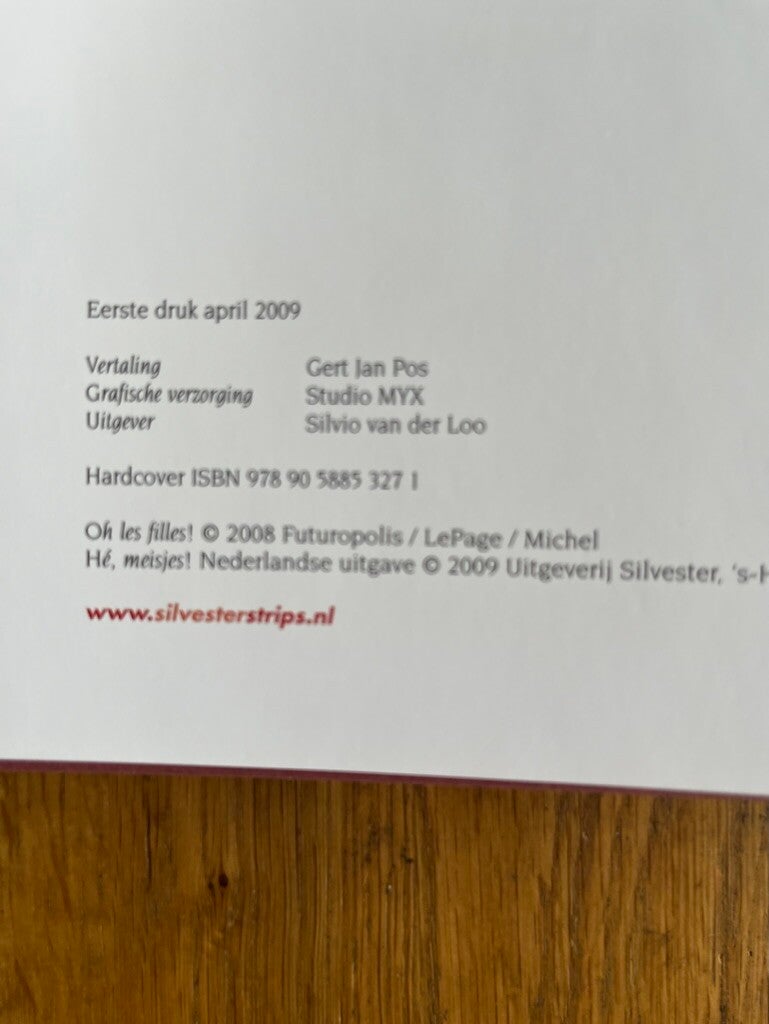 Eerste druk april 2009
Vertaling Gert Jan Pos
Grafische verzorging Studio MYX
Uitgever Silvio van der Loo
Hardcover ISBN 978 90 5885 327 1
Oh les filles! © 2008 Futuropolis / LePage / Michel
Hé, meisjes! Nederlandse uitgave © 2009 Uitgeverij Silvester, 's-H
www.silvesterstrips.nl